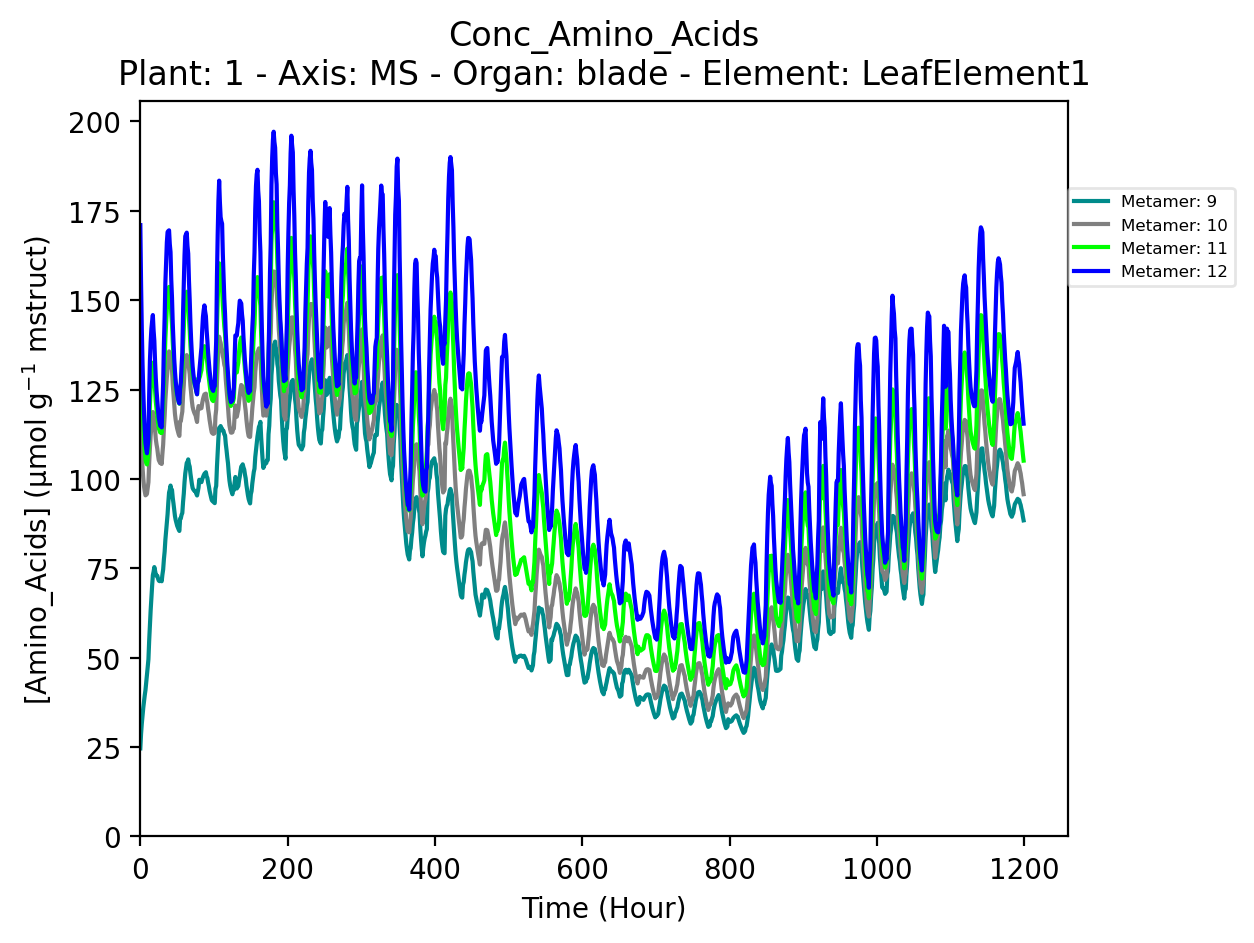 Conc_Amino_Acids
Plant: 1 - Axis: MS - Organ: blade - Element: LeafElement1
200
175
150
125
100
75
50
25
0
[Amino_Acids] (µmol g⁻¹ mstruct)
Metamer: 9
Metamer: 10
Metamer: 11
Metamer: 12
0 200 400 600 800 1000 1200
Time (Hour)